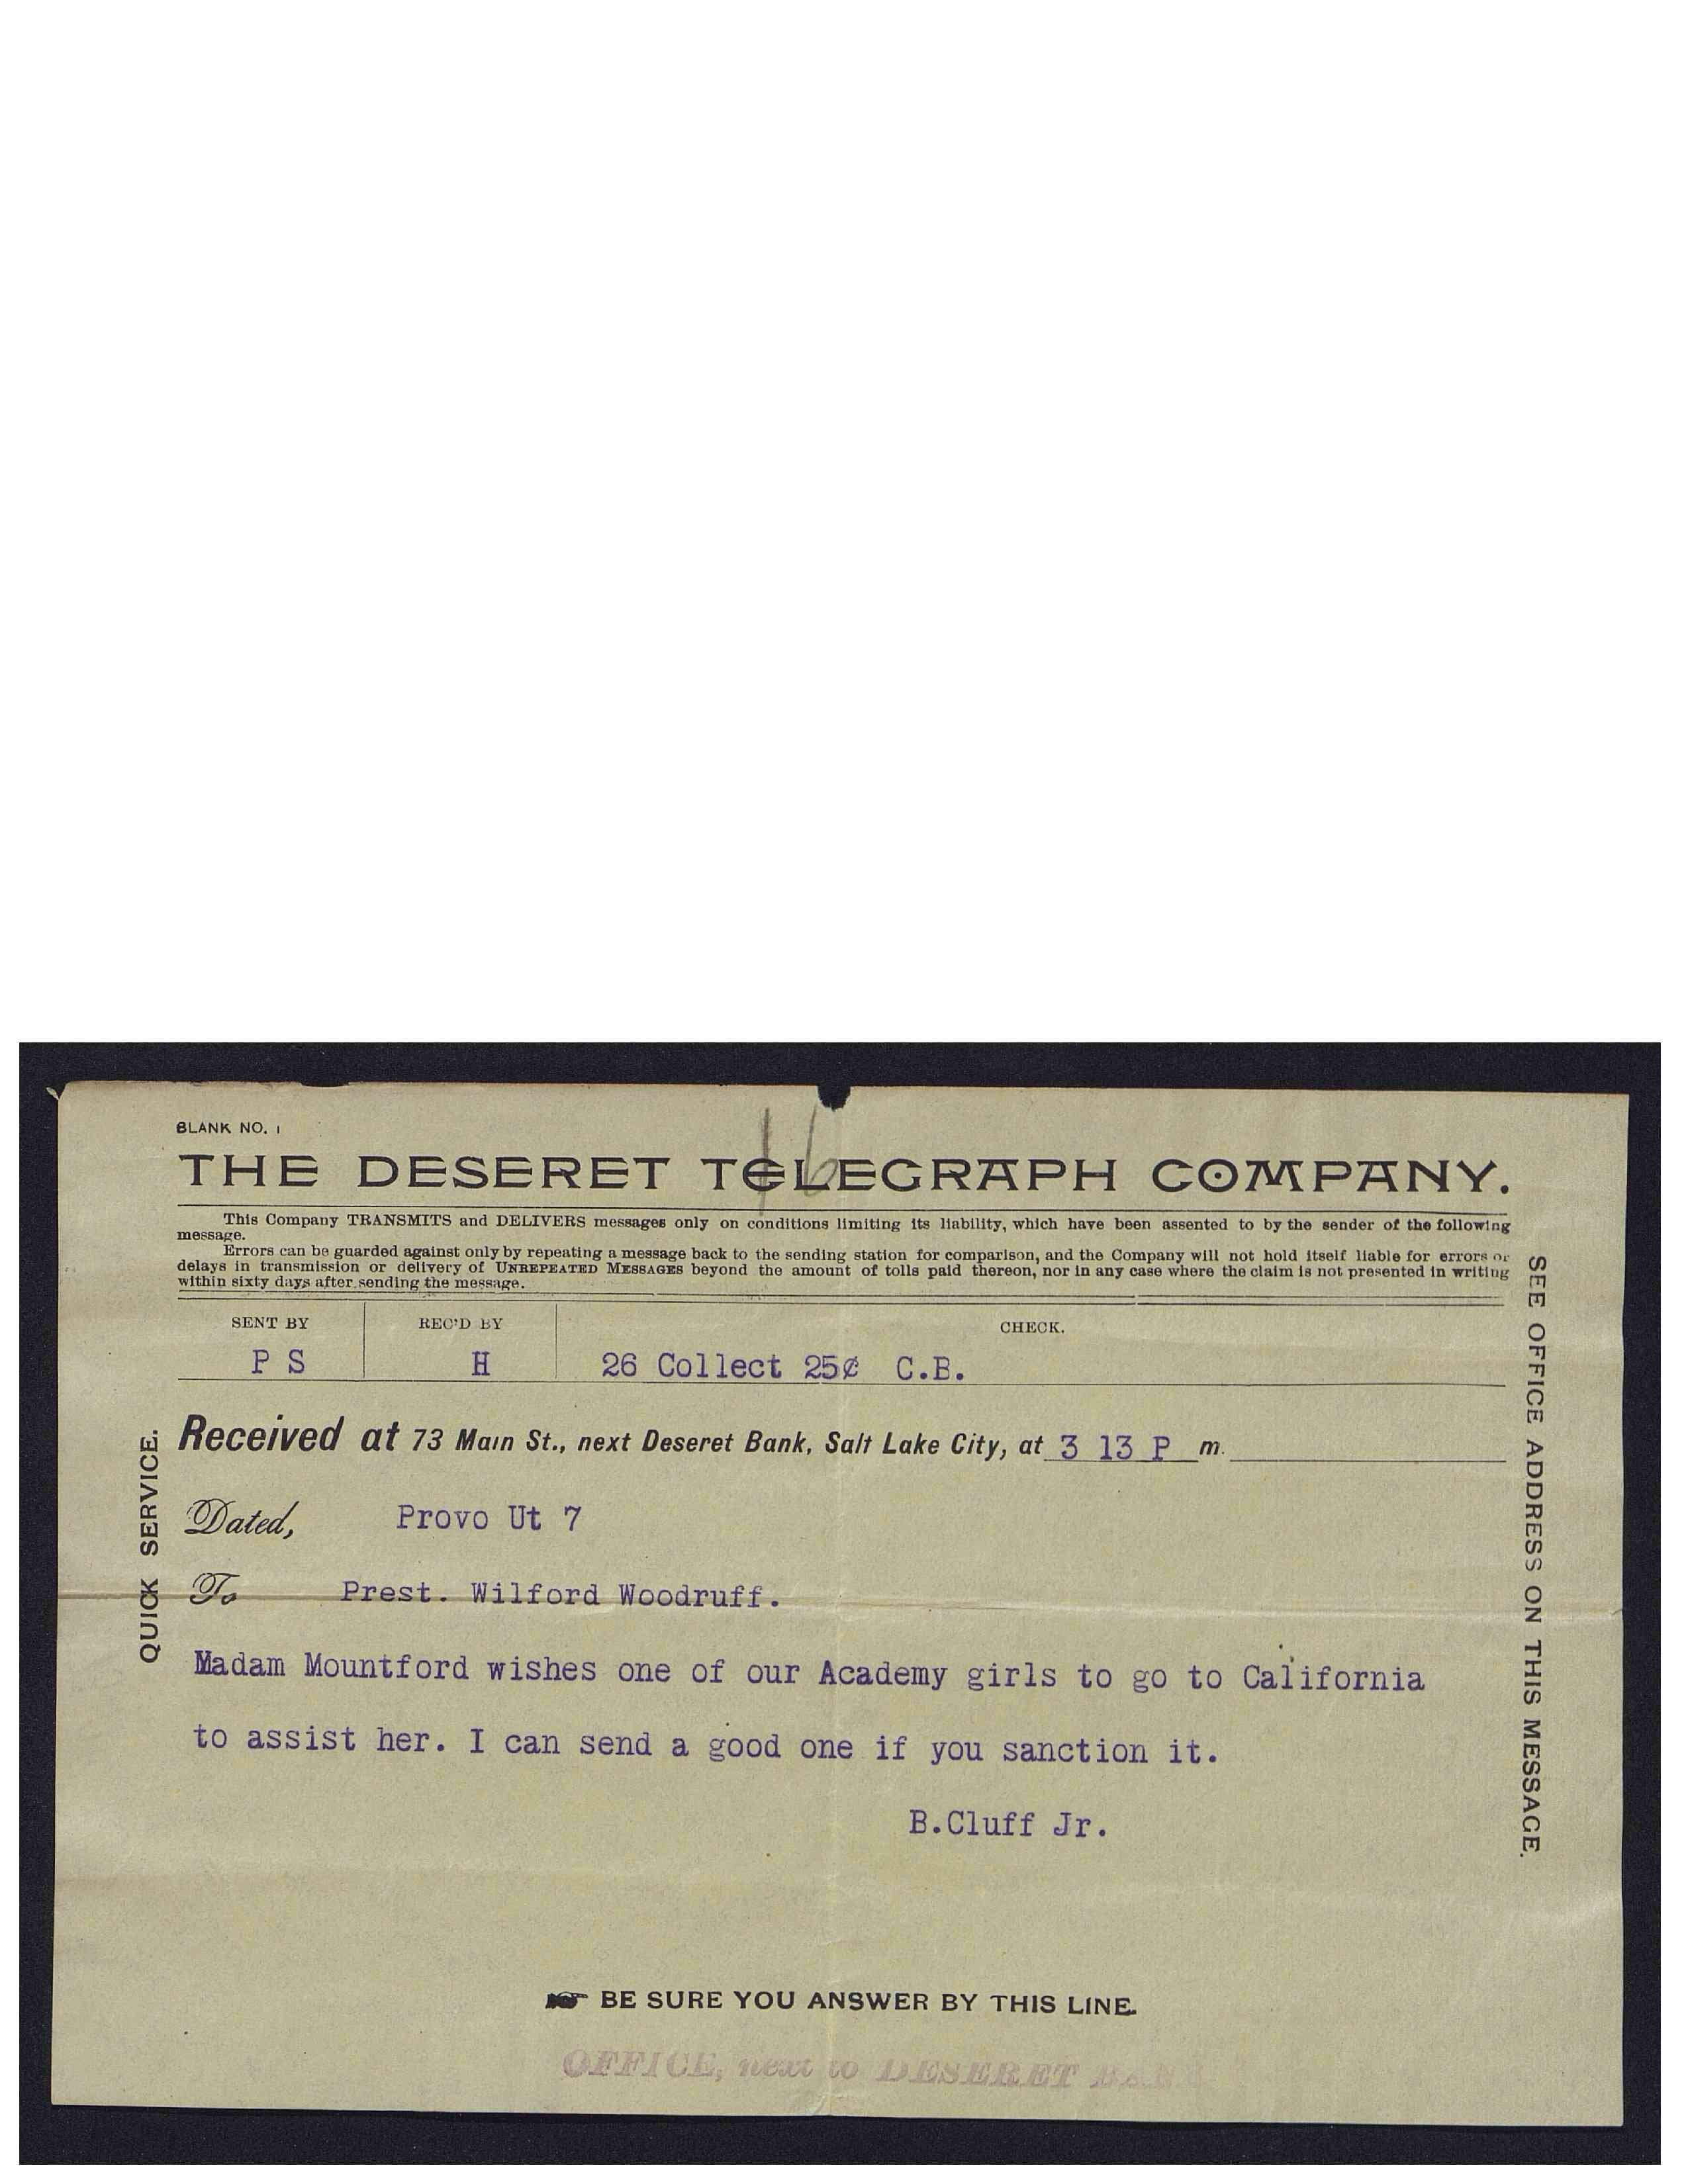 16
BLANK NO. 1
THE DESERET TELEGRAPH COMPANY.
This Company TRANSMITS and DELIVERS messages only on conditions limiting its liability, which have been assented to by the sender of the following
message.
Errors can be guarded against only by repeating a message back to the sending station for comparison, and the Company will not hold itself liable for errors or
delays in transmission or delivery of UNREPEATED MESSAGES beyond the amount of tolls paid thereon, nor in any case where the claim is not presented in writing
within sixty days after sending the message.
SENT BY REC'D BY CHECK.
P S H 26 Collect 25¢ C.B.
Received at 73 Main St., next Deseret Bank, Salt Lake City, at 3 13 P m.
Dated, Provo Ut 7
To Prest. Wilford Woodruff.
Madam Mountford wishes one of our Academy girls to go to California
to assist her. I can send a good one if you sanction it.
B.Cluff Jr.
QUICK SERVICE.
SEE OFFICE ADDRESS ON THIS MESSAGE.
BE SURE YOU ANSWER BY THIS LINE.
OFFICE, next to DESERET BANK